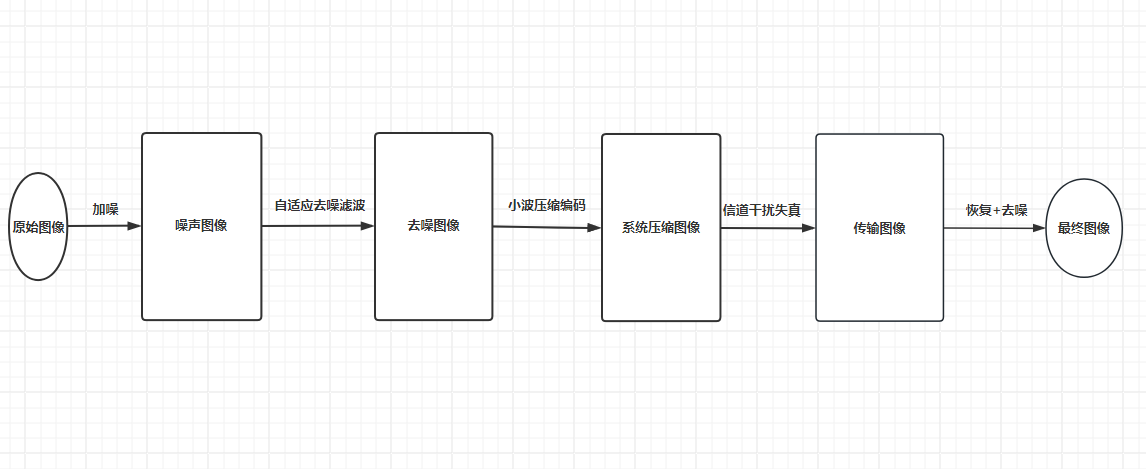 原始图像
加噪
噪声图像
自适应去噪滤波
去噪图像
小波压缩编码
系统压缩图像
信道干扰失真
传输图像
恢复+去噪
最终图像